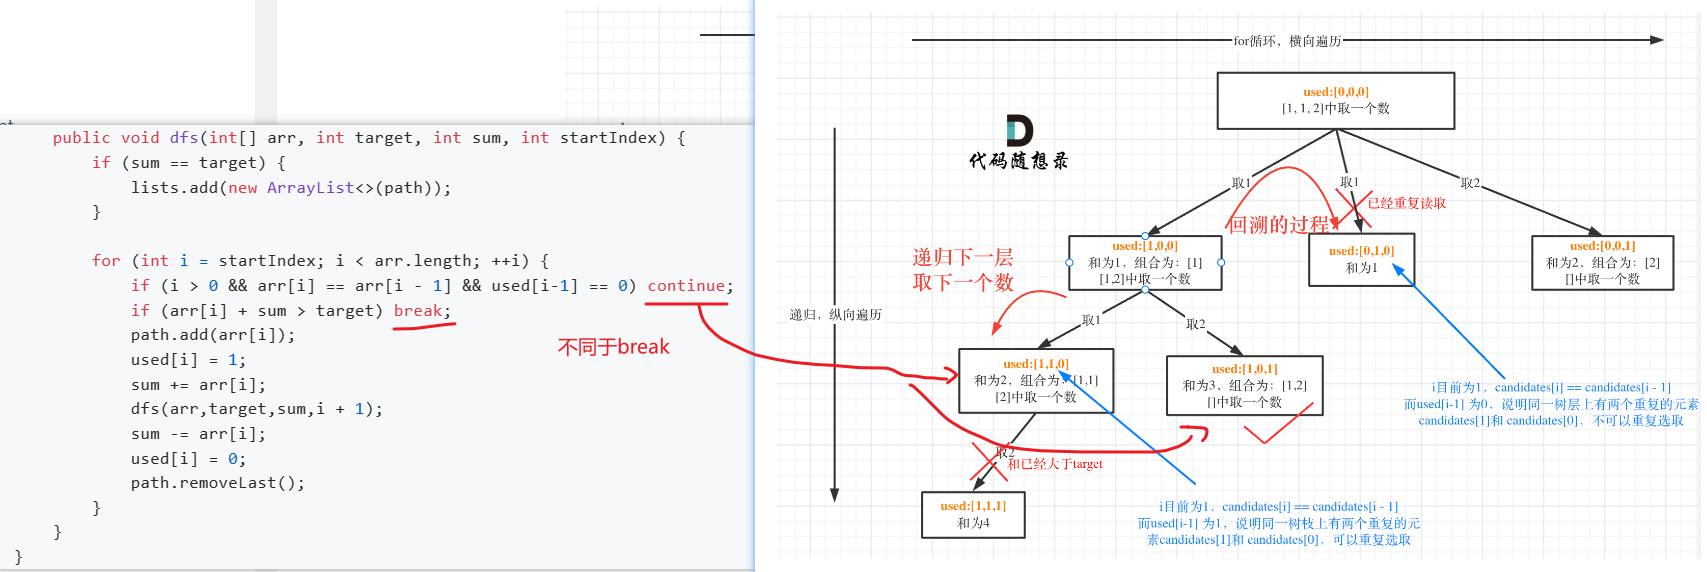 public void dfs(int[] arr, int target, int sum, int startIndex) {
if (sum == target) {
lists.add(new ArrayList<>(path));
}
for (int i = startIndex; i < arr.length; ++i) {
if (i > 0 && arr[i] == arr[i - 1] && used[i-1] == 0) continue;
if (arr[i] + sum > target) break;
path.add(arr[i]);
used[i] = 1;
sum += arr[i];
dfs(arr,target,sum,i + 1);
sum -= arr[i];
used[i] = 0;
path.removeLast();
}
}
}
不同于break
for循环，横向遍历
used:[0,0,0]
[1, 1, 2]中取一个数
代码随想录
取1
取1
取2
已经重复读取
回溯的过程
used:[1,0,0]
和为1，组合为：[1]
[1,2]中取一个数
used:[0,1,0]
和为1
used:[0,0,1]
和为2，组合为：[2]
[]中取一个数
递归下一层
取下一个数
递归，纵向遍历
取1
取2
used:[1,1,0]
和为2，组合为：[1,1]
[2]中取一个数
used:[1,0,1]
和为3，组合为：[1,2]
[]中取一个数
i目前为1，candidates[i] == candidates[i - 1]
而used[i-1] 为0，说明同一树层上有两个重复的元素
candidates[1]和 candidates[0]，不可以重复选取
取2
和已经大于target
used:[1,1,1]
和为4
i目前为1，candidates[i] == candidates[i - 1]
而used[i-1] 为1，说明同一树枝上有两个重复的元
素candidates[1]和 candidates[0]，可以重复选取